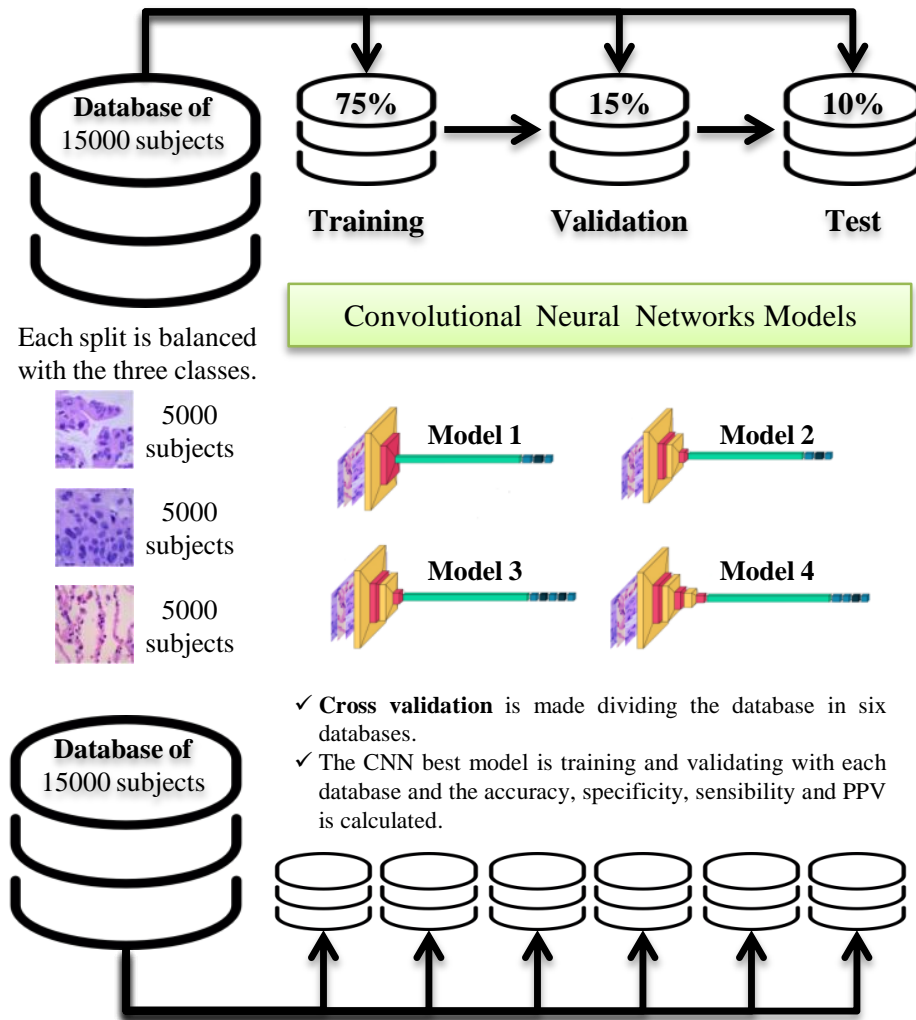 Database of
15000 subjects
75%
15%
10%
Training
Validation
Test
Convolutional Neural Networks Models
Each split is balanced
with the three classes.
5000
subjects
5000
subjects
5000
subjects
Model 1
Model 2
Model 3
Model 4
✓ Cross validation is made dividing the database in six
databases.
✓ The CNN best model is training and validating with each
database and the accuracy, specificity, sensibility and PPV
is calculated.
Database of
15000 subjects